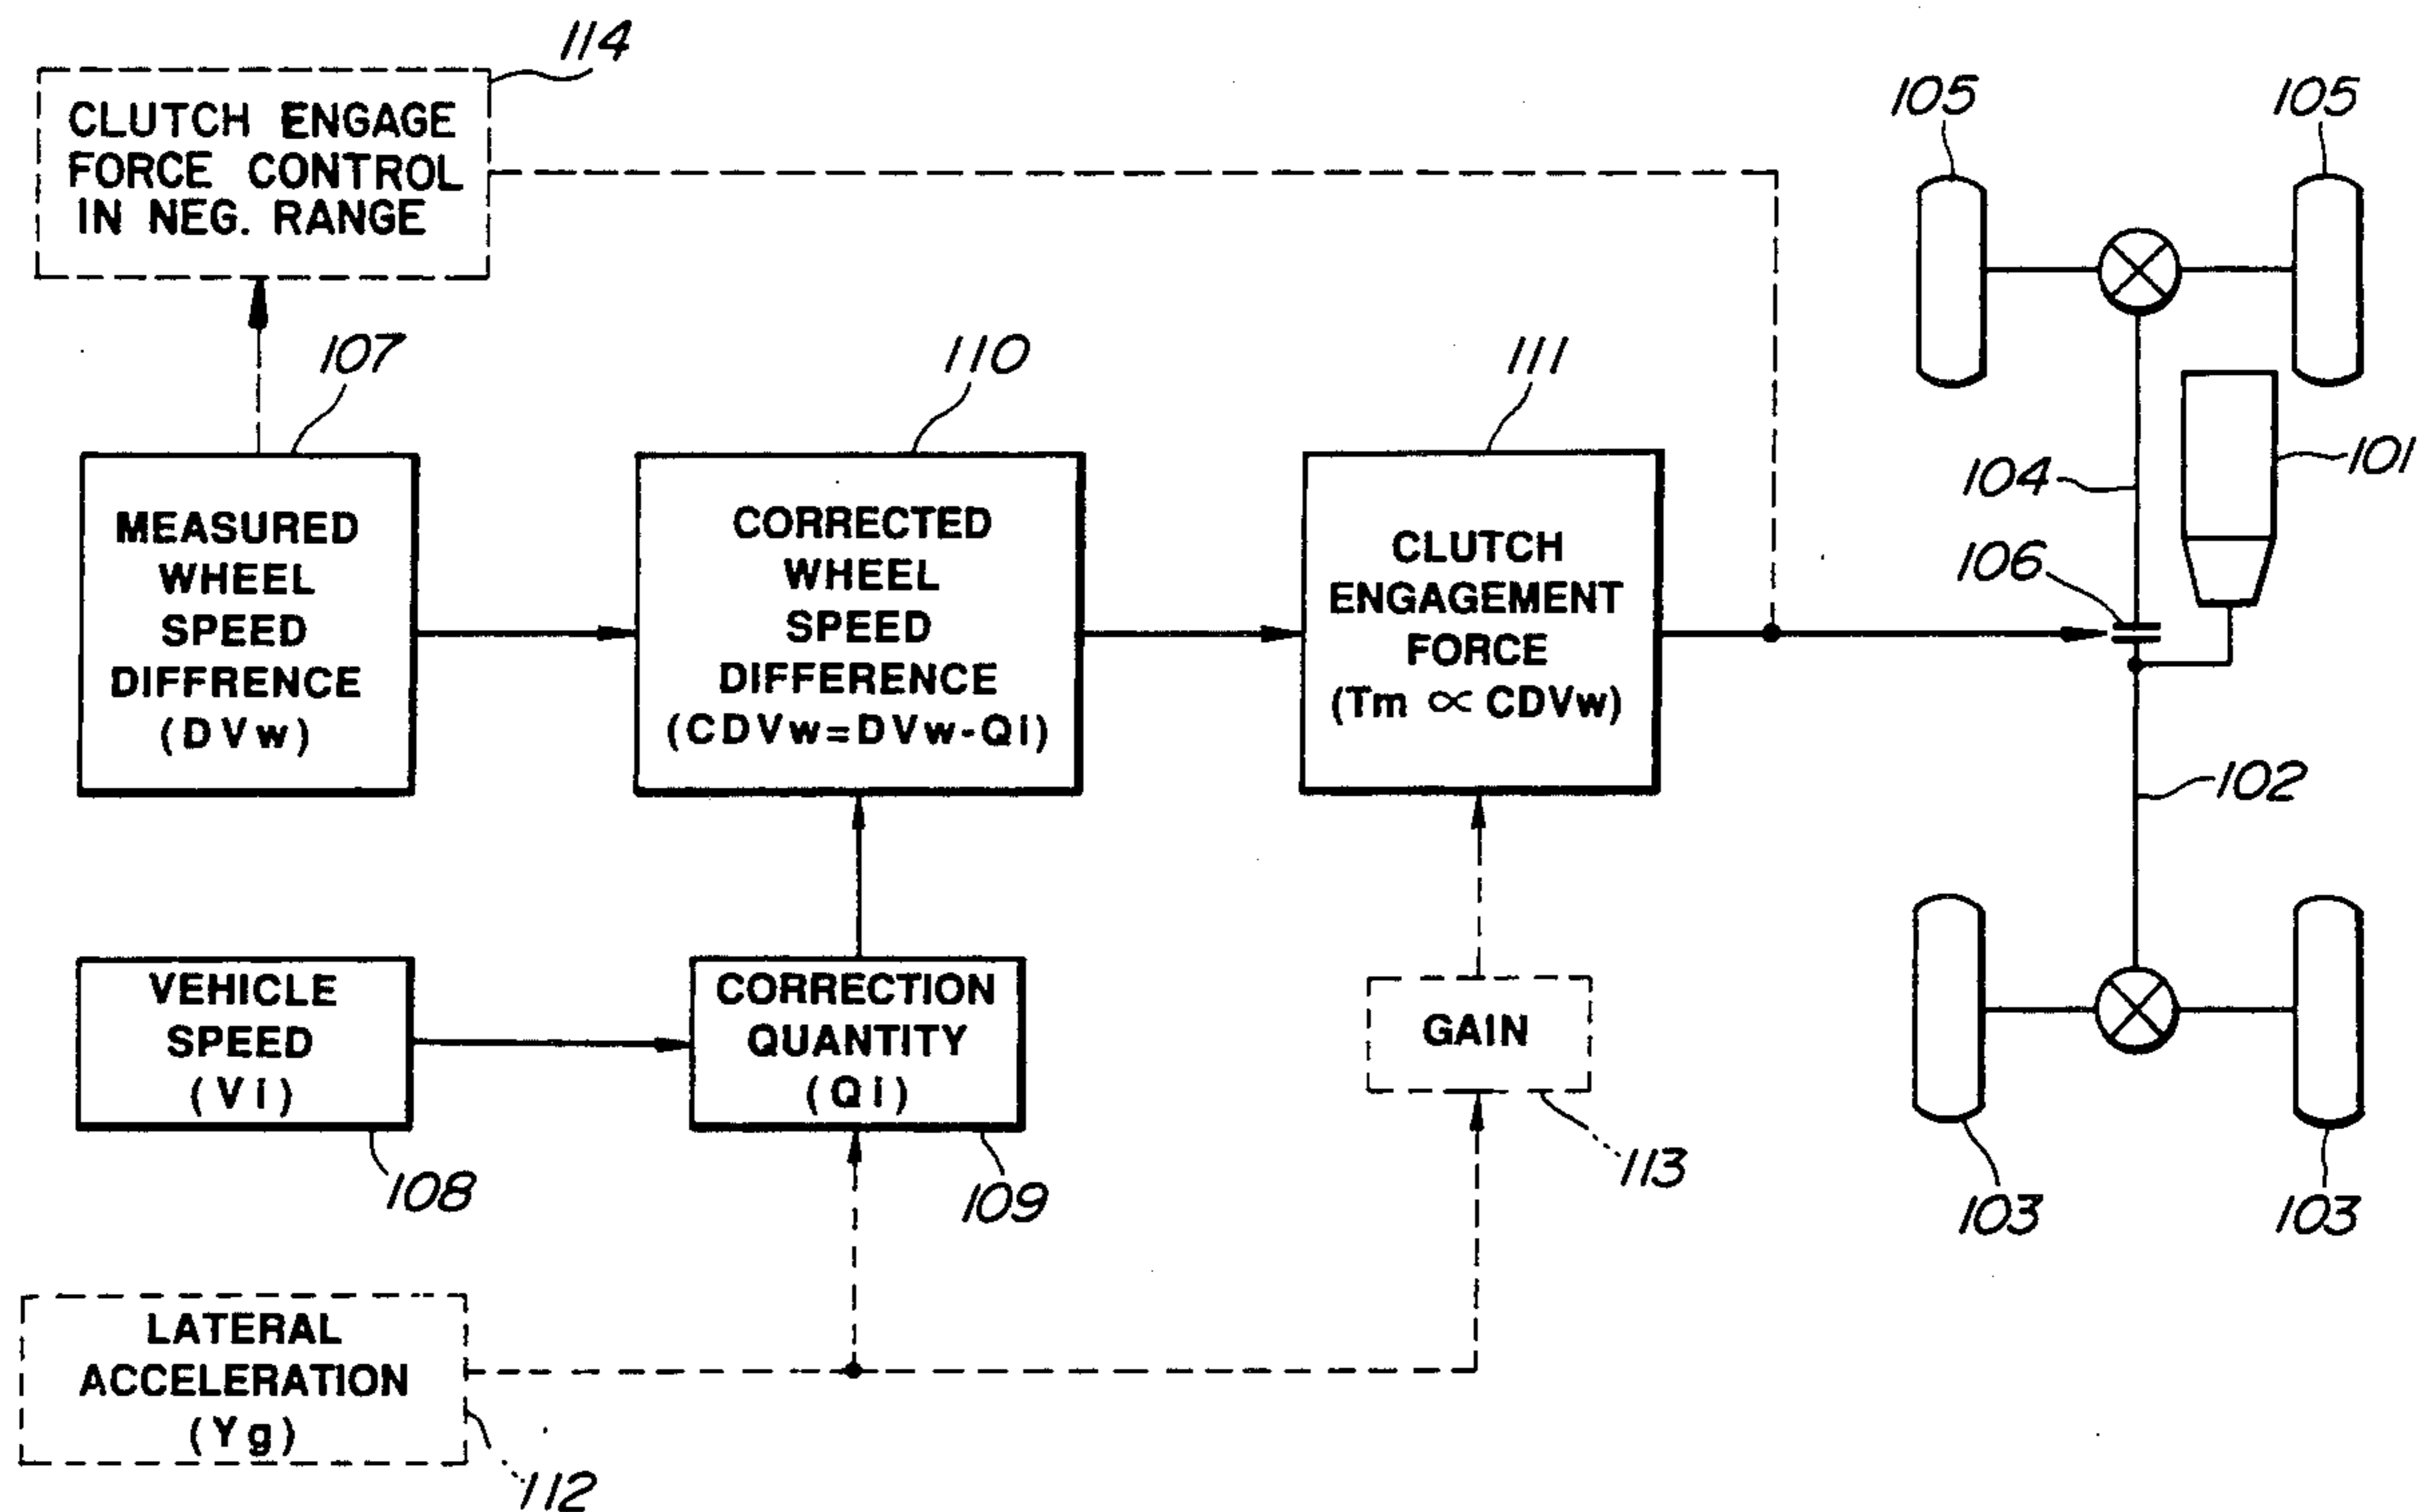 114
CLUTCH ENGAGE
FORCE CONTROL
IN NEG. RANGE
105
105
107
110
111
101
104
106
MEASURED
WHEEL
SPEED
DIFFRENCE
(DVw)
CORRECTED
WHEEL
SPEED
DIFFERENCE
(CDVw=DVw-Qi)
CLUTCH
ENGAGEMENT
FORCE
(Tm ∝ CDVw)
102
VEHICLE
SPEED
(Vi)
CORRECTION
QUANTITY
(Qi)
GAIN
108
109
113
103
103
LATERAL
ACCELERATION
(Yg)
112